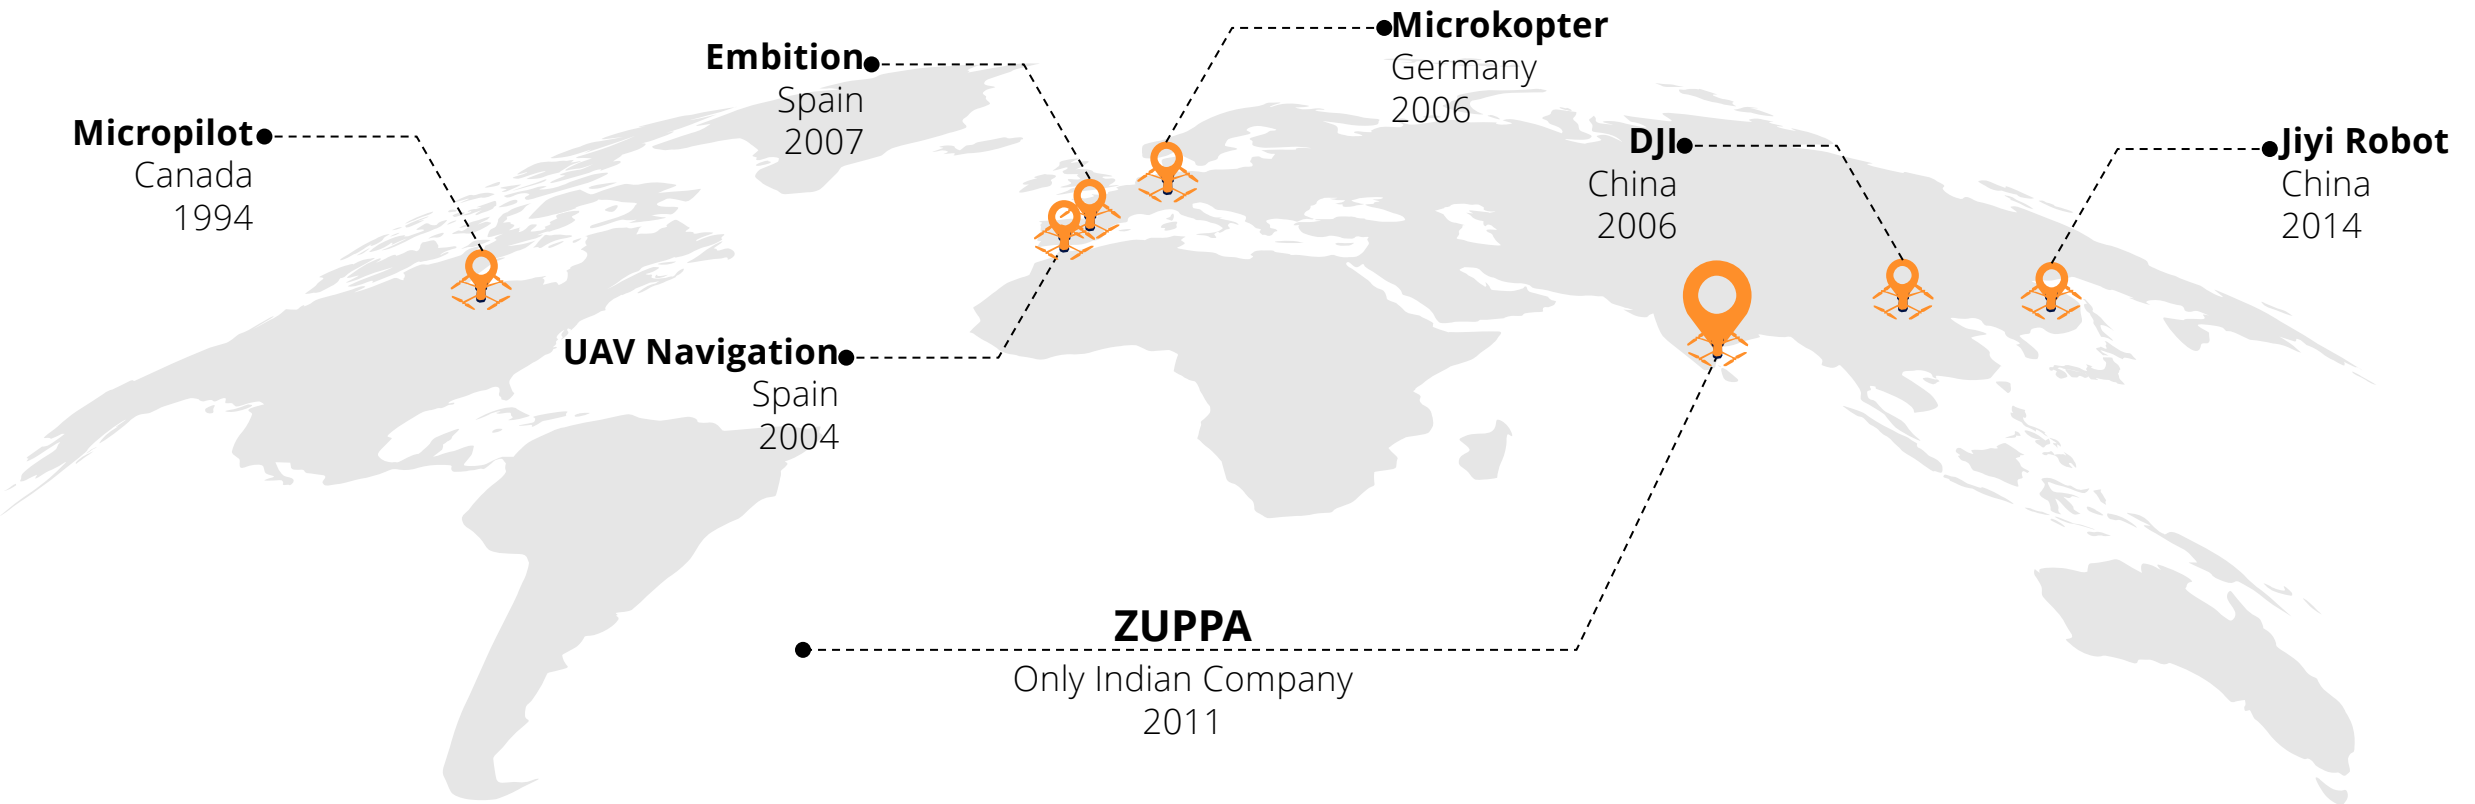 Microkopter
Germany
2006
Embition
Spain
2007
Micropilot
Canada
1994
DJI
China
2006
Jiyi Robot
China
2014
UAV Navigation
Spain
2004
ZUPPA
Only Indian Company
2011